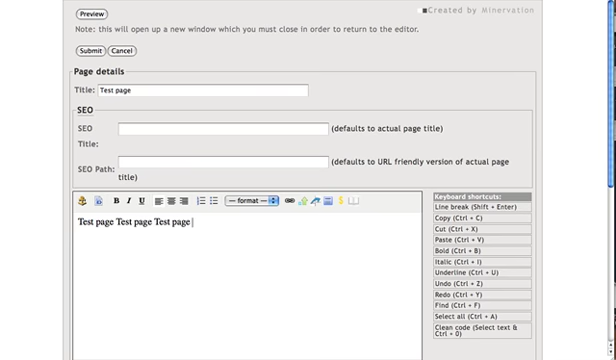 Preview
Created by Minervation
Note: this will open up a new window which you must close in order to return to the editor.
Submit Cancel
Page details
Title: Test page
SEO
SEO Title: (defaults to actual page title)
SEO Path: (defaults to URL friendly version of actual page title)
B I U — format —
Test page Test page Test page
Keyboard shortcuts:
Line break (Shift + Enter)
Copy (Ctrl + C)
Cut (Ctrl + X)
Paste (Ctrl + V)
Bold (Ctrl + B)
Italic (Ctrl + I)
Underline (Ctrl + U)
Undo (Ctrl + Z)
Redo (Ctrl + Y)
Find (Ctrl + F)
Select all (Ctrl + A)
Clean code (Select text &
Ctrl + 0)